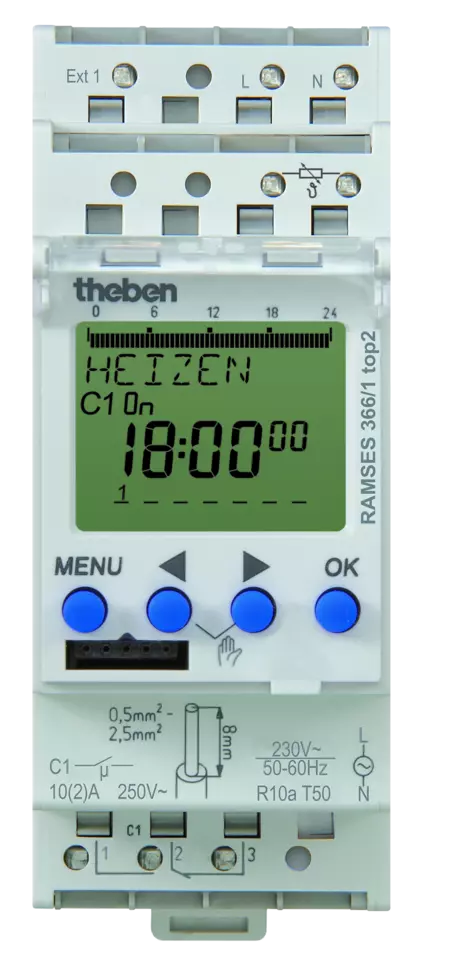 Ext 1 L N
ϑ
theben
0 6 12 18 24
HEIZEN
C1 On
18:00 00
1 _ _ _ _ _ _
RAMSES 366/1 top2
MENU ◀ ▶ OK
0,5mm² -
2,5mm²
8mm
C1 µ
10(2)A 250V~
230V~
50-60Hz
R10a T50
L
N
C1
1 2 3